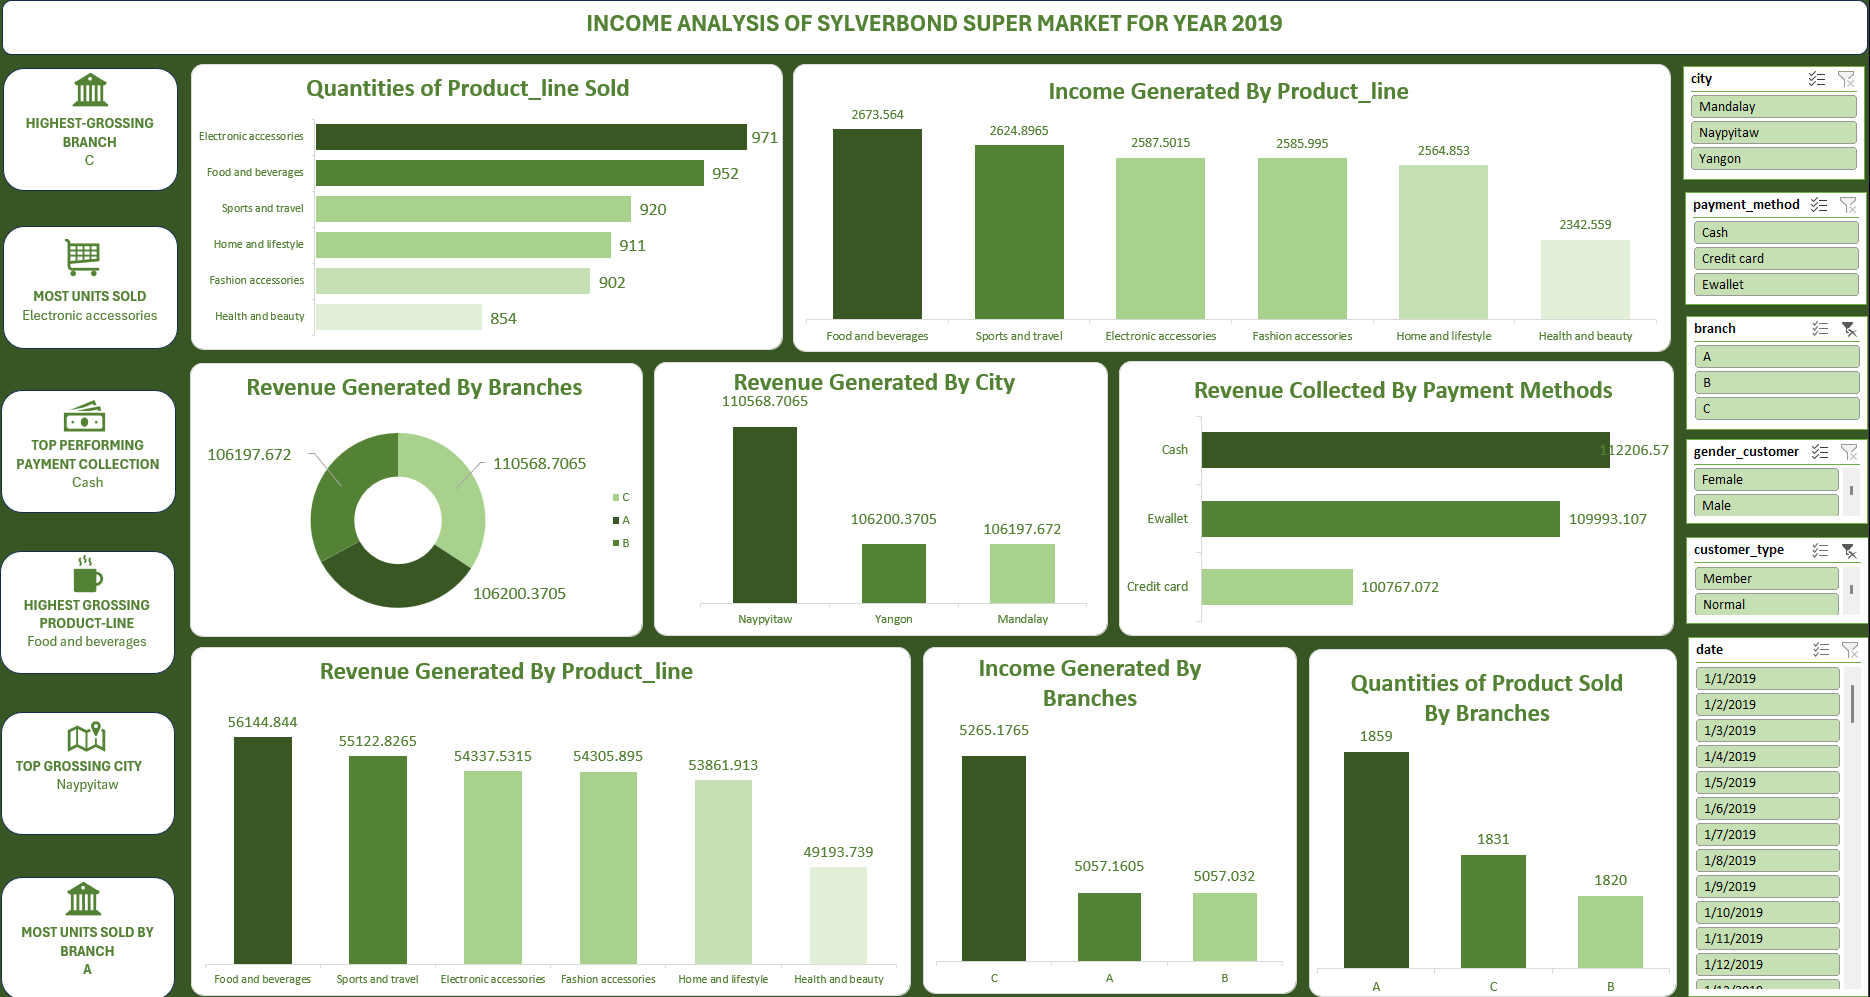 INCOME ANALYSIS OF SYLVERBOND SUPER MARKET FOR YEAR 2019
HIGHEST-GROSSING
BRANCH
C
MOST UNITS SOLD
Electronic accessories
TOP PERFORMING
PAYMENT COLLECTION
Cash
HIGHEST GROSSING
PRODUCT-LINE
Food and beverages
TOP GROSSING CITY
Naypyitaw
MOST UNITS SOLD BY
BRANCH
A
Quantities of Product_line Sold
Electronic accessories 971
Food and beverages 952
Sports and travel 920
Home and lifestyle 911
Fashion accessories 902
Health and beauty 854
Income Generated By Product_line
2673.564 2624.8965 2587.5015 2585.995 2564.853 2342.559
Food and beverages Sports and travel Electronic accessories Fashion accessories Home and lifestyle Health and beauty
Revenue Generated By Branches
106197.672
110568.7065
106200.3705
C
A
B
Revenue Generated By City
110568.7065
106200.3705
106197.672
Naypyitaw Yangon Mandalay
Revenue Collected By Payment Methods
Cash 112206.57
Ewallet 109993.107
Credit card 100767.072
Revenue Generated By Product_line
56144.844 55122.8265 54337.5315 54305.895 53861.913 49193.739
Food and beverages Sports and travel Electronic accessories Fashion accessories Home and lifestyle Health and beauty
Income Generated By
Branches
5265.1765
5057.1605
5057.032
C A B
Quantities of Product Sold
By Branches
1859
1831
1820
A C B
city
Mandalay
Naypyitaw
Yangon
payment_method
Cash
Credit card
Ewallet
branch
A
B
C
gender_customer
Female
Male
customer_type
Member
Normal
date
1/1/2019
1/2/2019
1/3/2019
1/4/2019
1/5/2019
1/6/2019
1/7/2019
1/8/2019
1/9/2019
1/10/2019
1/11/2019
1/12/2019